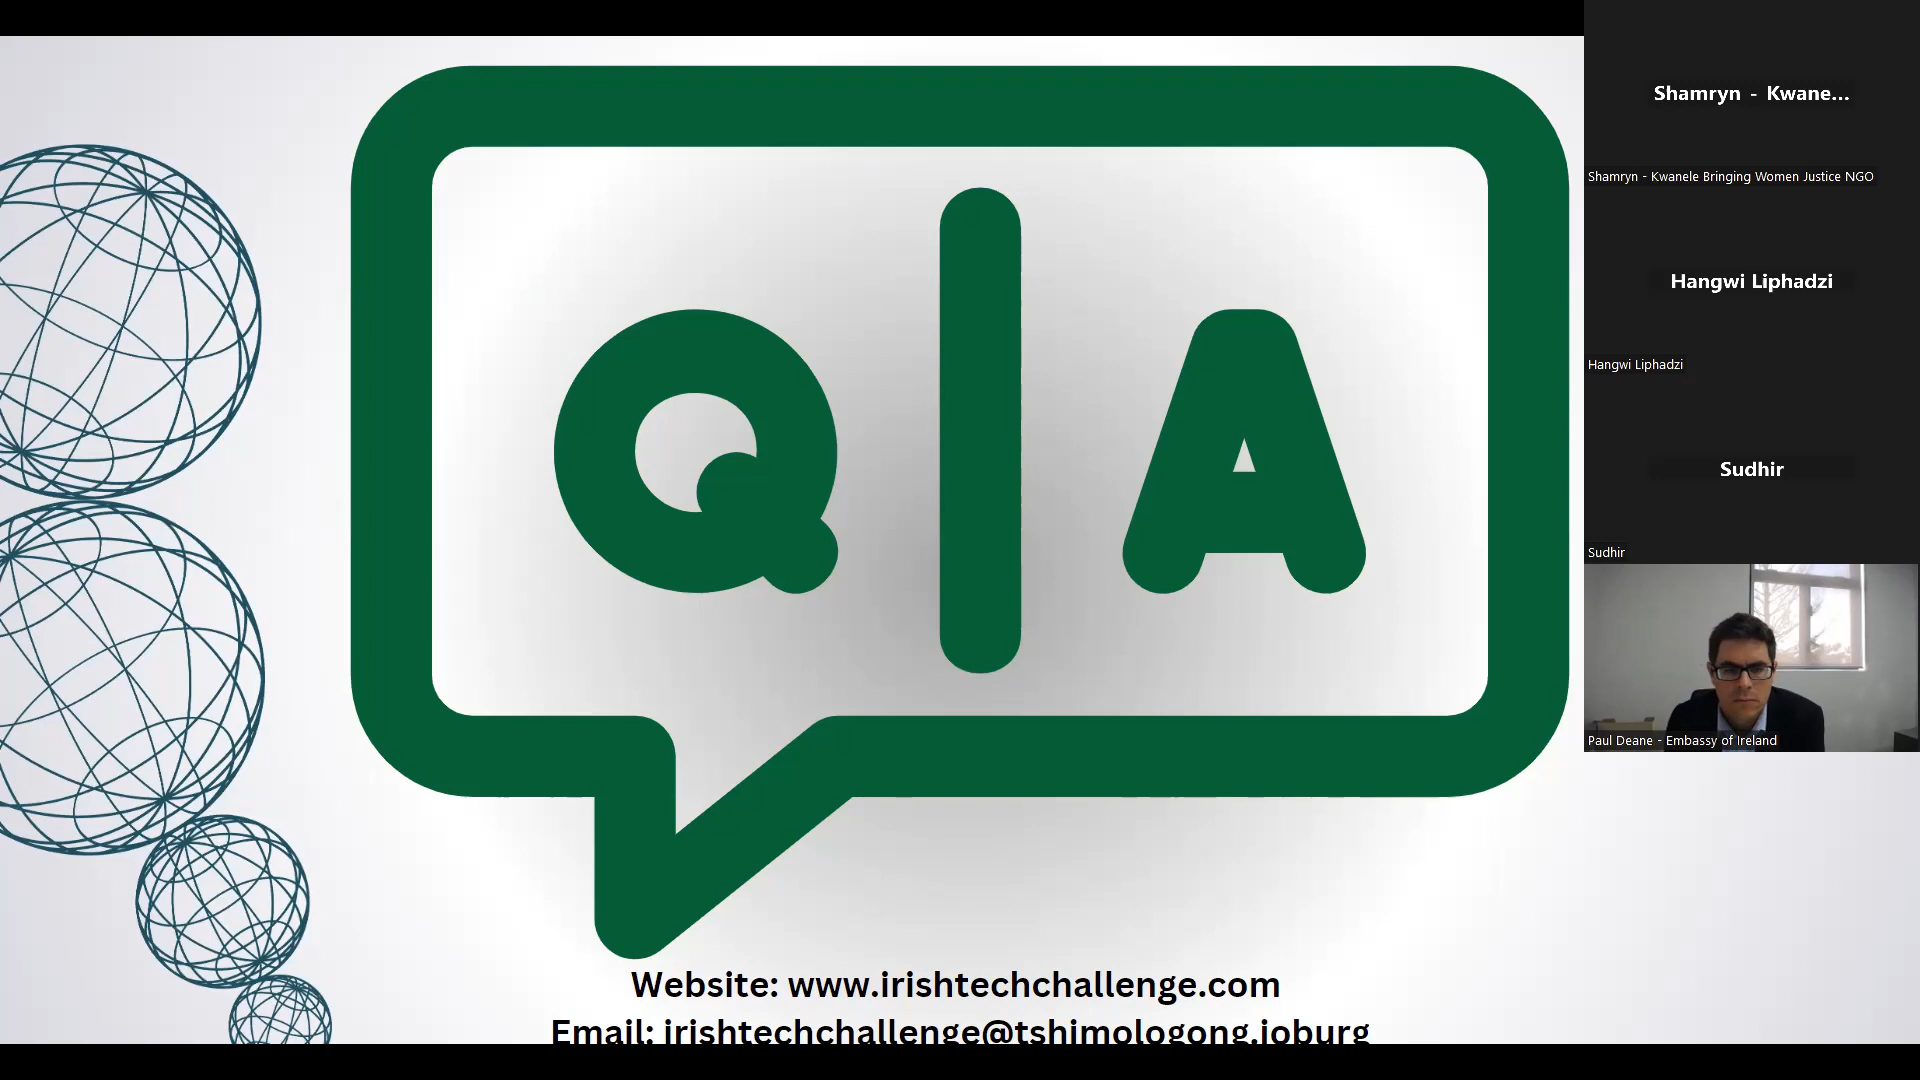 Q | A
Website: www.irishtechchallenge.com
Email: irishtechchallenge@tshimologong.joburg
Shamryn - Kwane...
Shamryn - Kwanele Bringing Women Justice NGO
Hangwi Liphadzi
Hangwi Liphadzi
Sudhir
Sudhir
Paul Deane - Embassy of Ireland